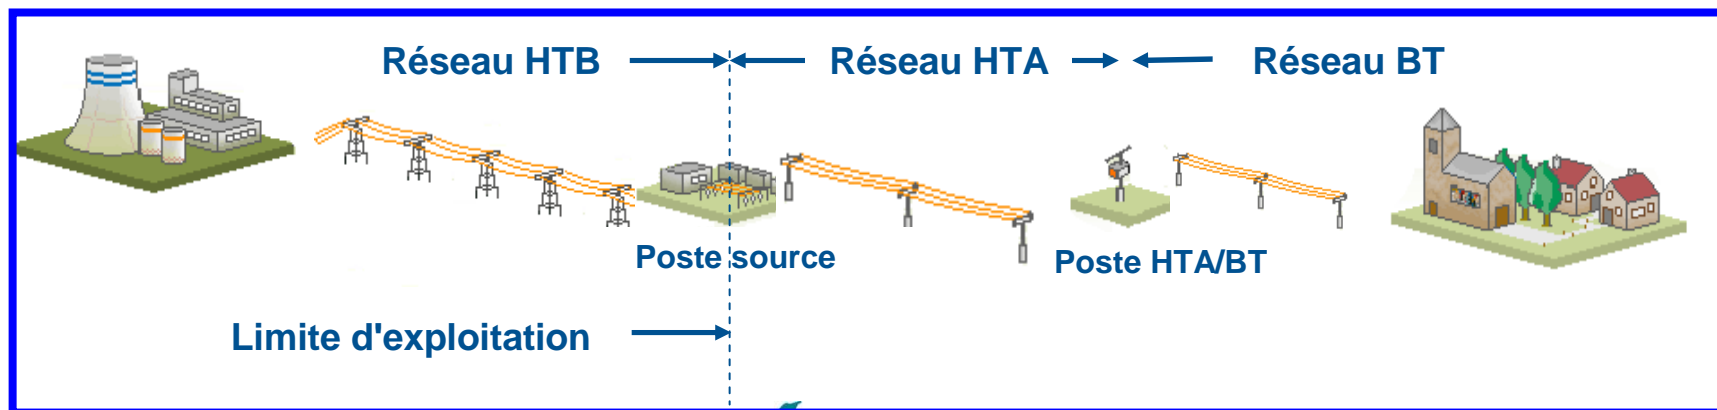 Réseau HTB
Réseau HTA
Réseau BT
Poste source
Poste HTA/BT
Limite d'exploitation